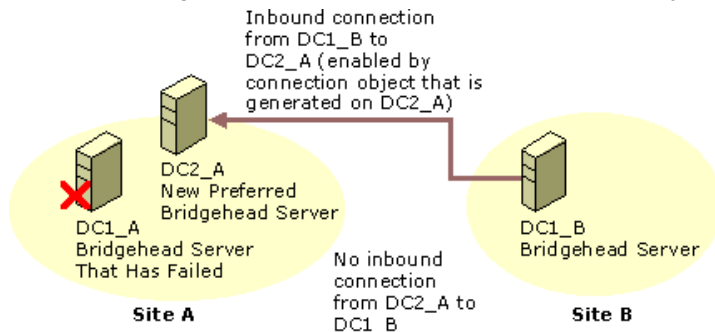 Inbound connection
from DC1_B to
DC2_A (enabled by
connection object that is
generated on DC2_A)
DC2_A
New Preferred
Bridgehead Server
DC1_A
Bridgehead Server
That Has Failed
DC1_B
Bridgehead Server
No inbound
connection
from DC2_A to
DC1_B
Site A
Site B